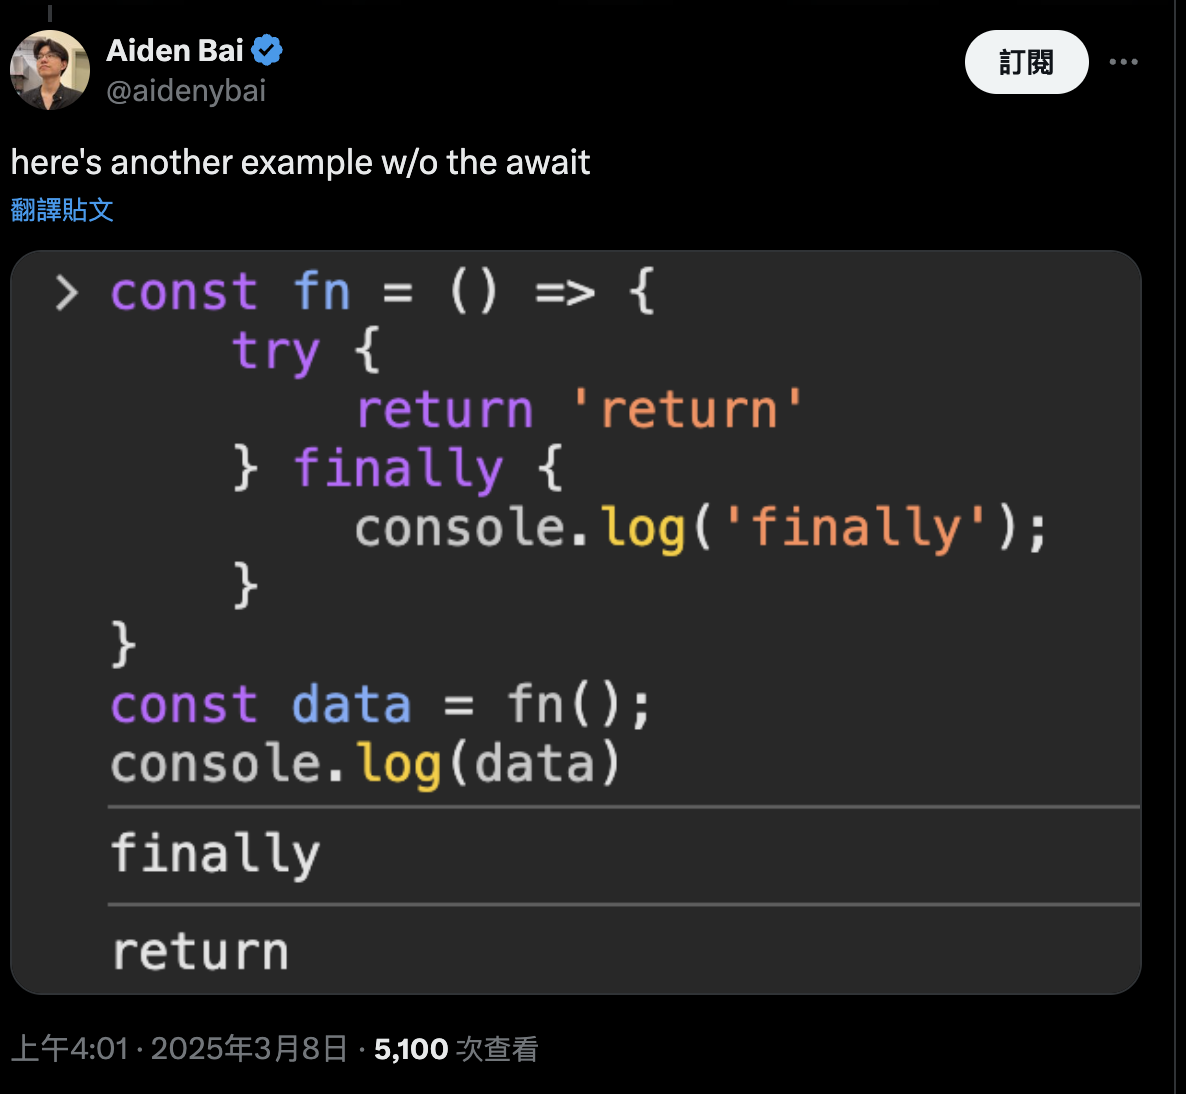 Aiden Bai
@aidenybai
訂閱
here's another example w/o the await
翻譯貼文
> const fn = () => {
    try {
        return 'return'
    } finally {
        console.log('finally');
    }
}
const data = fn();
console.log(data)
finally
return
上午4:01 · 2025年3月8日 · 5,100 次查看